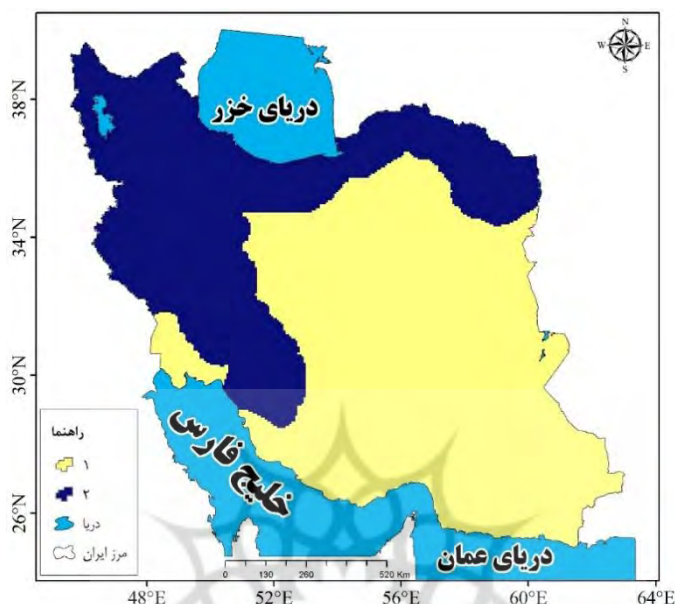 N
W E
S
دریای خزر
38°N
34°N
30°N
26°N
راهنما
۱
۲
دریا
مرز ایران
خلیج فارس
دریای عمان
0 130 260 520 Km
48°E 52°E 56°E 60°E 64°E